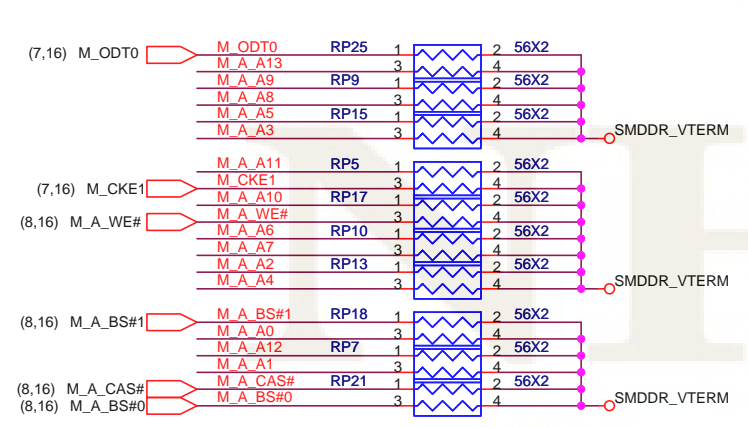 M_ODT0 RP25 1 2 56X2
(7,16) M_ODT0
M_A_A13 3 4
M_A_A9 RP9 1 2 56X2
M_A_A8 3 4
M_A_A5 RP15 1 2 56X2
M_A_A3 3 4 SMDDR_VTERM
M_A_A11 RP5 1 2 56X2
(7,16) M_CKE1 M_CKE1 3 4
M_A_A10 RP17 1 2 56X2
(8,16) M_A_WE# M_A_WE# 3 4
M_A_A6 RP10 1 2 56X2
M_A_A7 3 4
M_A_A2 RP13 1 2 56X2
M_A_A4 3 4 SMDDR_VTERM
(8,16) M_A_BS#1 M_A_BS#1 RP18 1 2 56X2
M_A_A0 3 4
M_A_A12 RP7 1 2 56X2
M_A_A1 3 4
(8,16) M_A_CAS# M_A_CAS# RP21 1 2 56X2
(8,16) M_A_BS#0 M_A_BS#0 3 4 SMDDR_VTERM